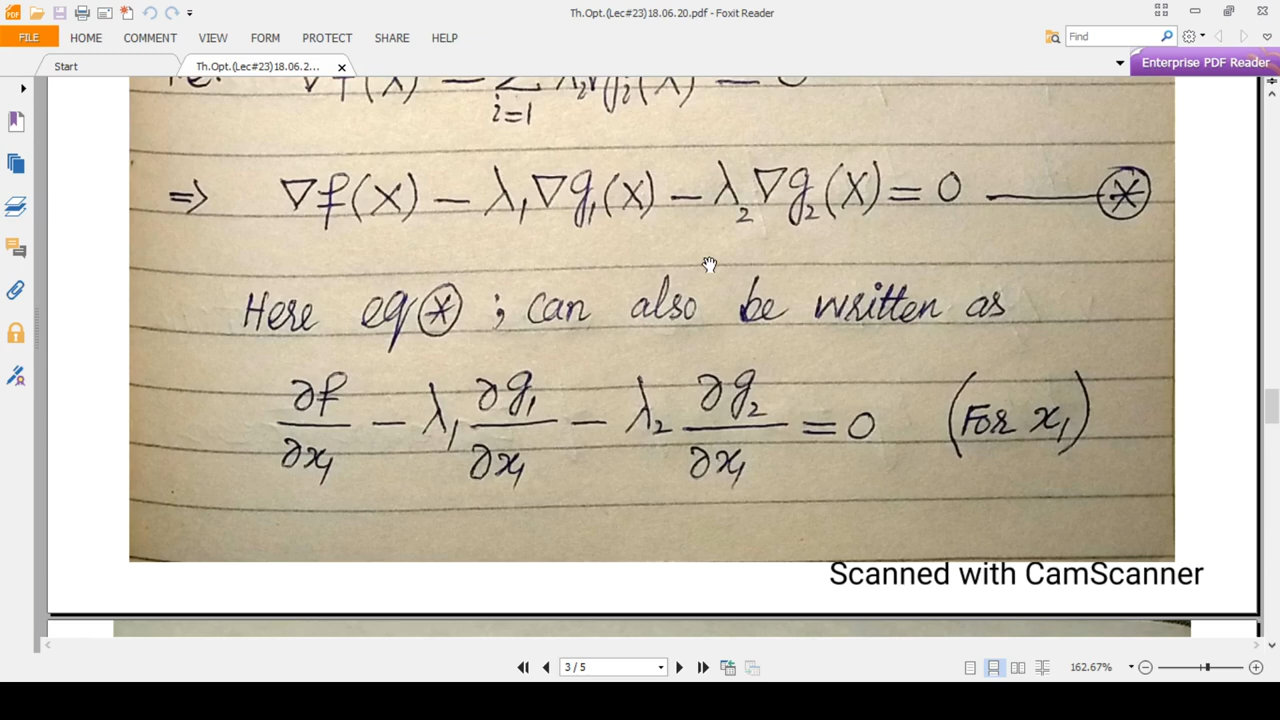 Th.Opt.(Lec#23)18.06.20.pdf - Foxit Reader
FILE HOME COMMENT VIEW FORM PROTECT SHARE HELP
Find
Start
Th.Opt.(Lec#23)18.06.2...
Enterprise PDF Reader
i=1
=> ∇f(X) − λ₁∇g₁(X) − λ₂∇g₂(X) = 0 —— ⊛
Here eq ⊛ ; can also be written as
∂f/∂x₁ − λ₁ ∂g₁/∂x₁ − λ₂ ∂g₂/∂x₁ = 0 (For x₁)
Scanned with CamScanner
3 / 5
162.67%